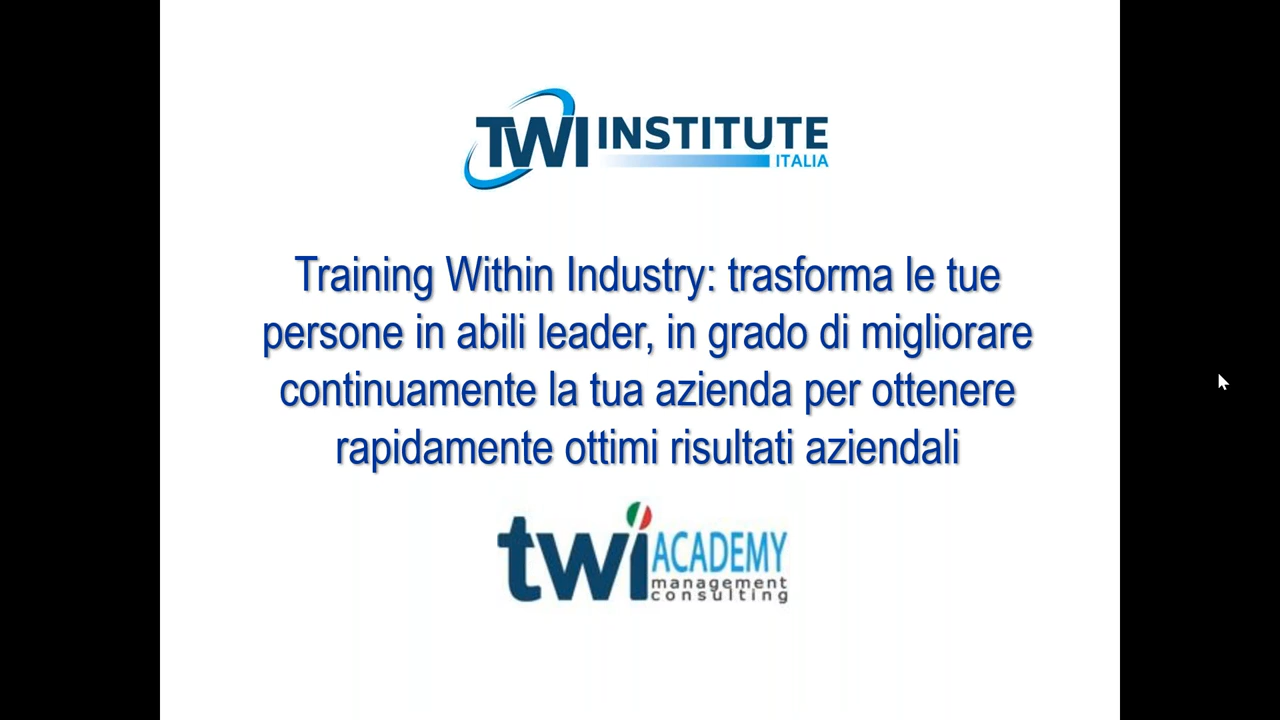 TWI INSTITUTE
ITALIA
Training Within Industry: trasforma le tue
persone in abili leader, in grado di migliorare
continuamente la tua azienda per ottenere
rapidamente ottimi risultati aziendali
twi ACADEMY
management
consulting